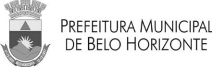 PREFEITURA MUNICIPAL
DE BELO HORIZONTE